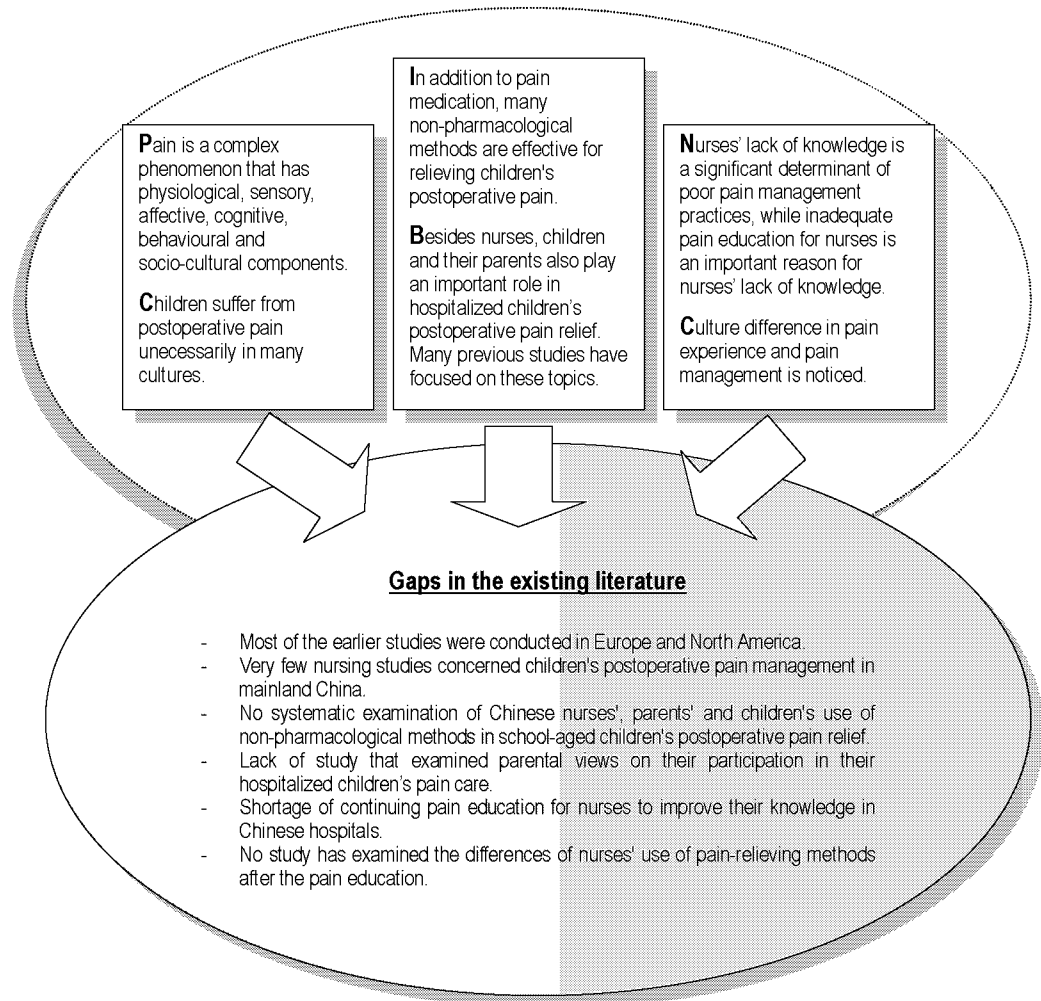 Pain is a complex
phenomenon that has
physiological, sensory,
affective, cognitive,
behavioural and
socio-cultural components.
Children suffer from
postoperative pain
unecessarily in many
cultures.
In addition to pain
medication, many
non-pharmacological
methods are effective for
relieving children's
postoperative pain.
Besides nurses, children
and their parents also play
an important role in
hospitalized children's
postoperative pain relief.
Many previous studies have
focused on these topics.
Nurses' lack of knowledge is
a significant determinant of
poor pain management
practices, while inadequate
pain education for nurses is
an important reason for
nurses' lack of knowledge.
Culture difference in pain
experience and pain
management is noticed.
Gaps in the existing literature
- Most of the earlier studies were conducted in Europe and North America.
- Very few nursing studies concerned children's postoperative pain management in
mainland China.
- No systematic examination of Chinese nurses', parents' and children's use of
non-pharmacological methods in school-aged children's postoperative pain relief.
- Lack of study that examined parental views on their participation in their
hospitalized children's pain care.
- Shortage of continuing pain education for nurses to improve their knowledge in
Chinese hospitals.
- No study has examined the differences of nurses' use of pain-relieving methods
after the pain education.